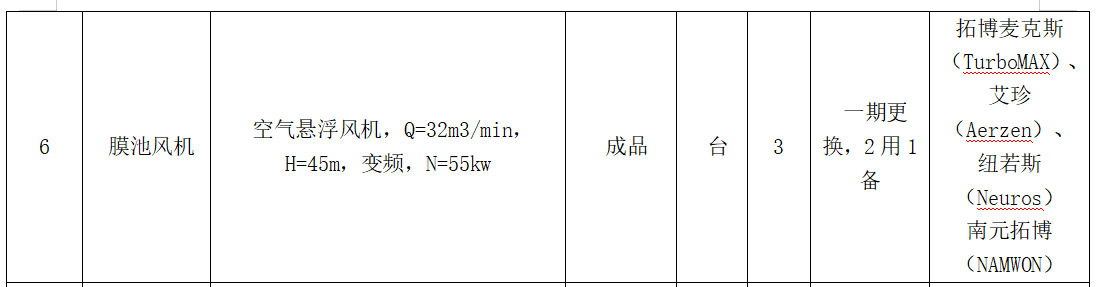 6
膜池风机
空气悬浮风机，Q=32m3/min，
H=45m，变频，N=55kw
成品
台
3
一期更
换，2用1
备
拓博麦克斯
（TurboMAX）、
艾珍
（Aerzen）、
纽若斯
（Neuros）
南元拓博
（NAMWON）